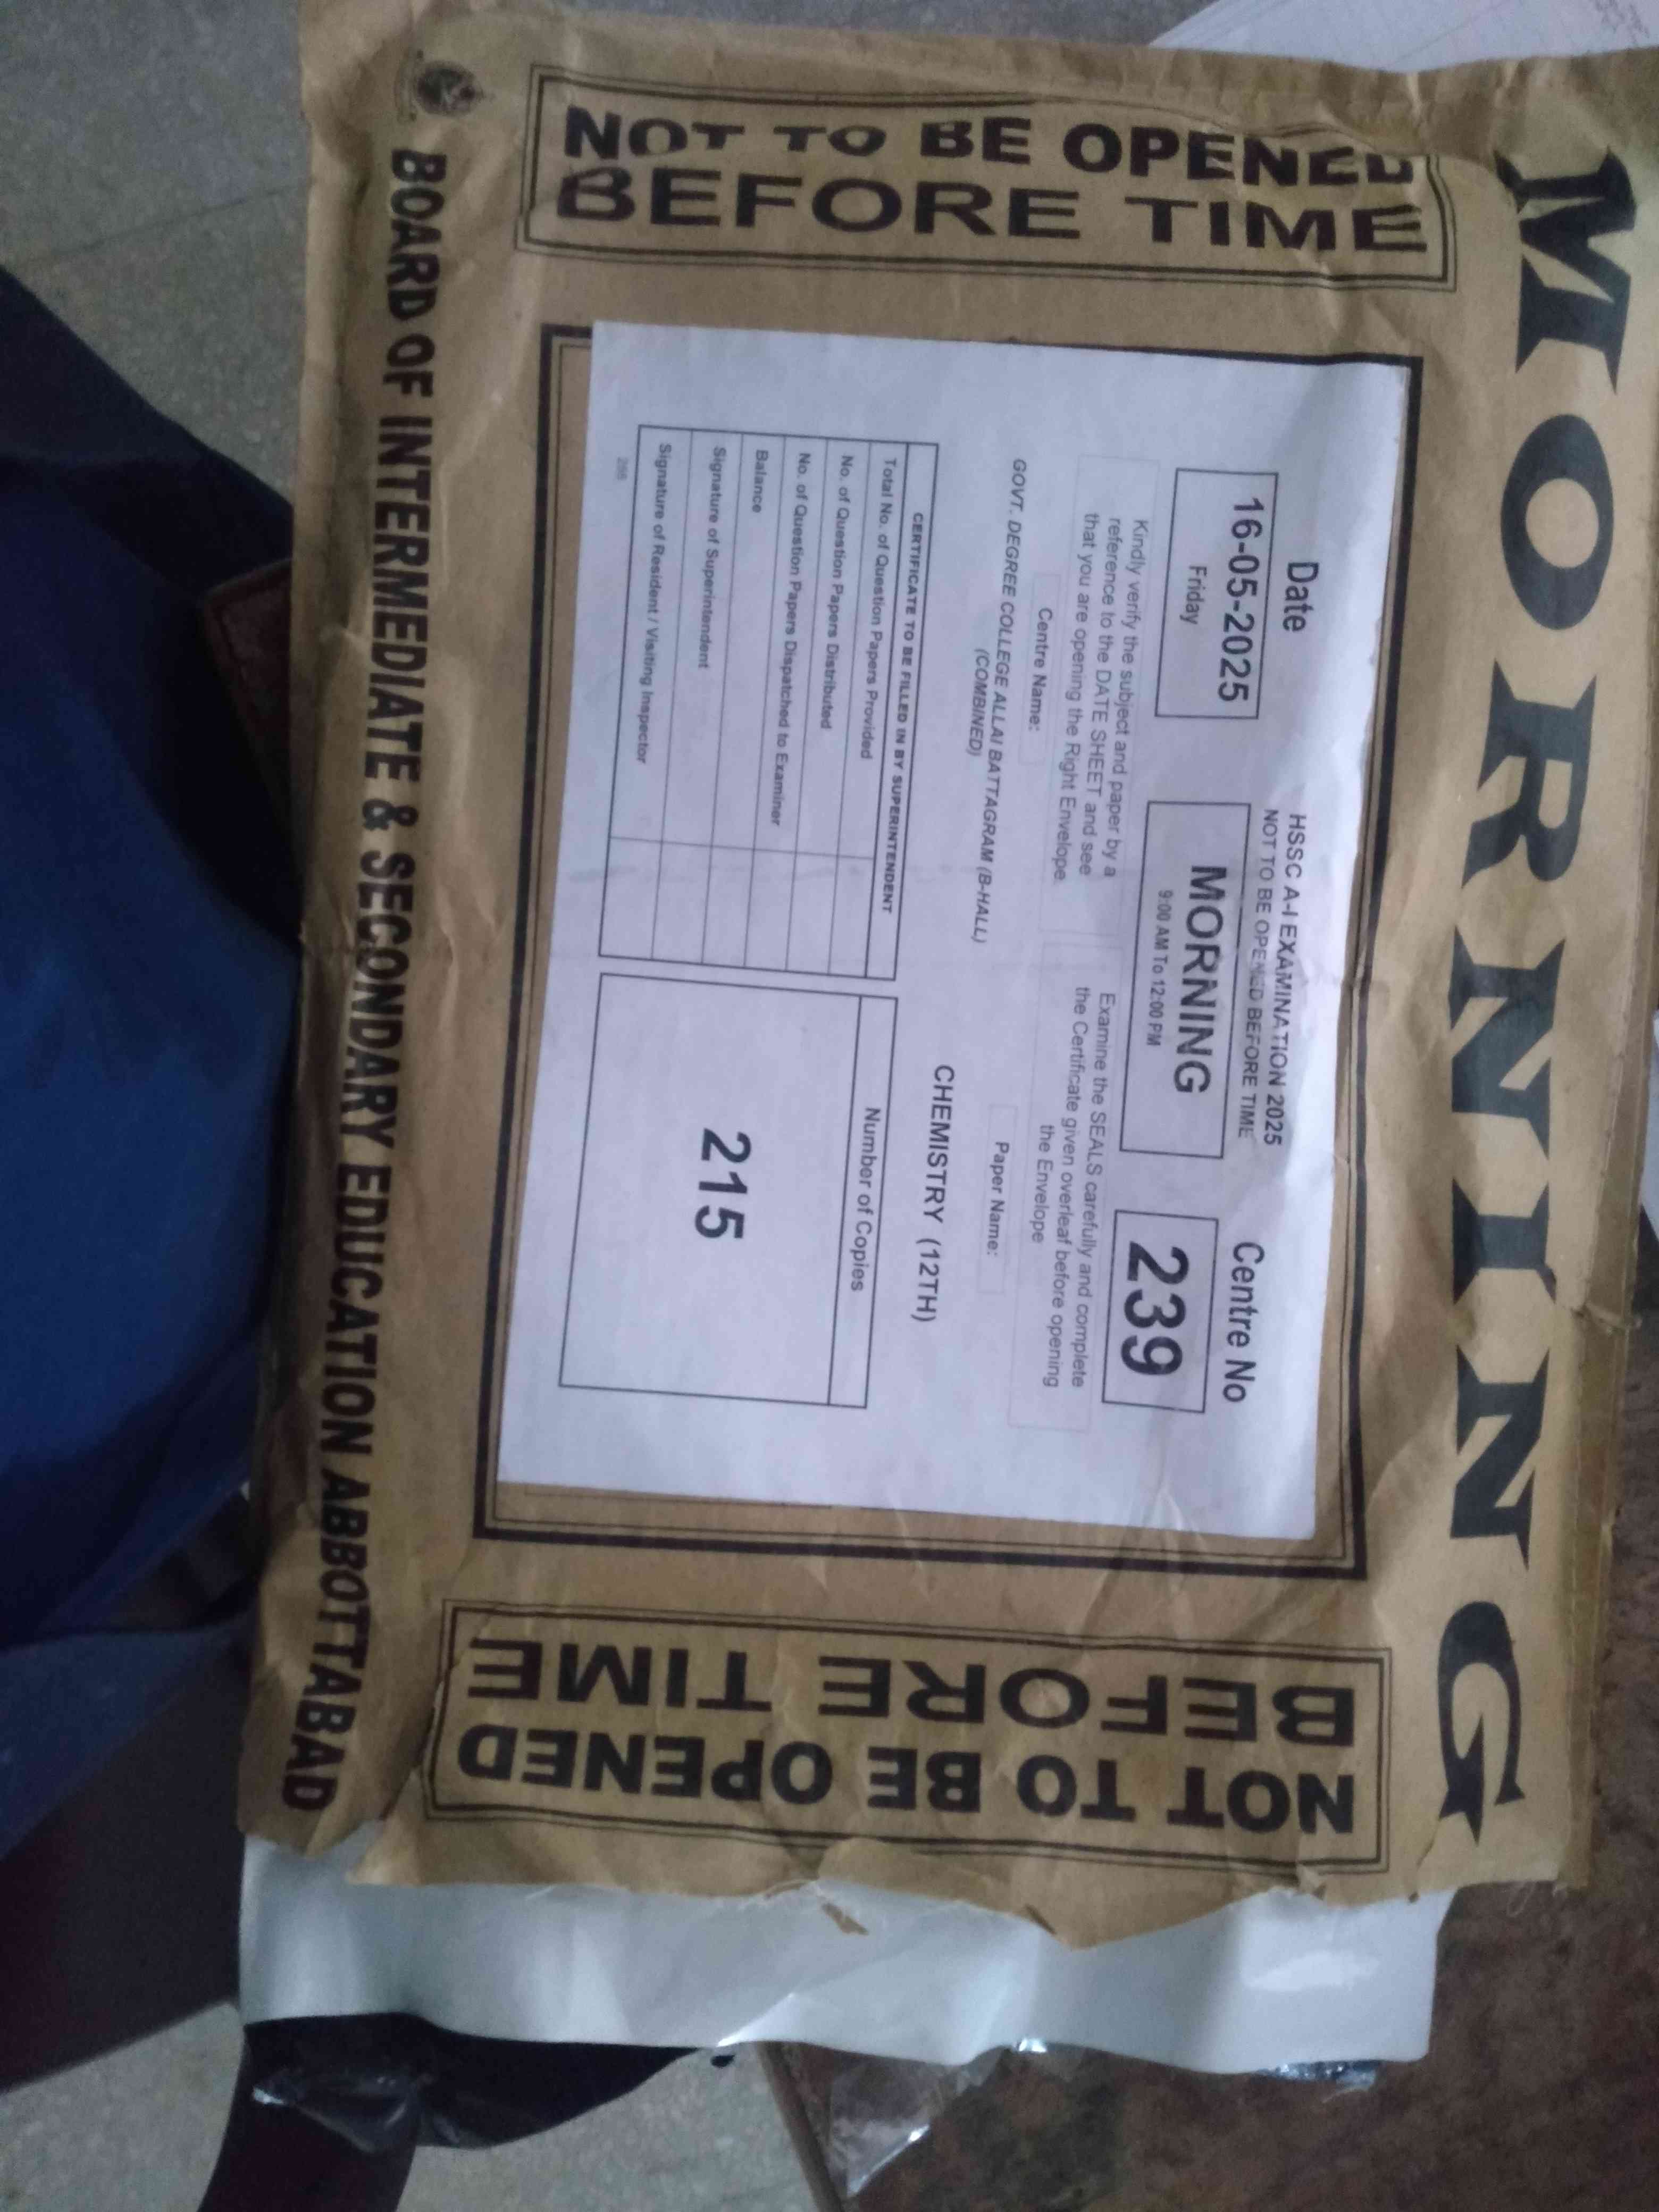 MORNING
NOT TO BE OPENED
BEFORE TIME
HSSC A-I EXAMINATION 2025
NOT TO BE OPENED BEFORE TIME
Date
16-05-2025
Friday
MORNING
9:00 AM To 12:00 PM
Centre No
239
Kindly verify the subject and paper by a
reference to the DATE SHEET and see
that you are opening the Right Envelope.
Examine the SEALS carefully and complete
the Certificate given overleaf before opening
the Envelope
Centre Name:
GOVT. DEGREE COLLEGE ALLAI BATTAGRAM (B-HALL)
(COMBINED)
Paper Name:
CHEMISTRY (12TH)
CERTIFICATE TO BE FILLED IN BY SUPERINTENDENT
Total No. of Question Papers Provided
No. of Question Papers Distributed
No. of Question Papers Dispatched to Examiner
Balance
Signature of Superintendent
Signature of Resident / Visiting Inspector
Number of Copies
215
NOT TO BE OPENED
BEFORE TIME
BOARD OF INTERMEDIATE & SECONDARY EDUCATION ABBOTTABAD